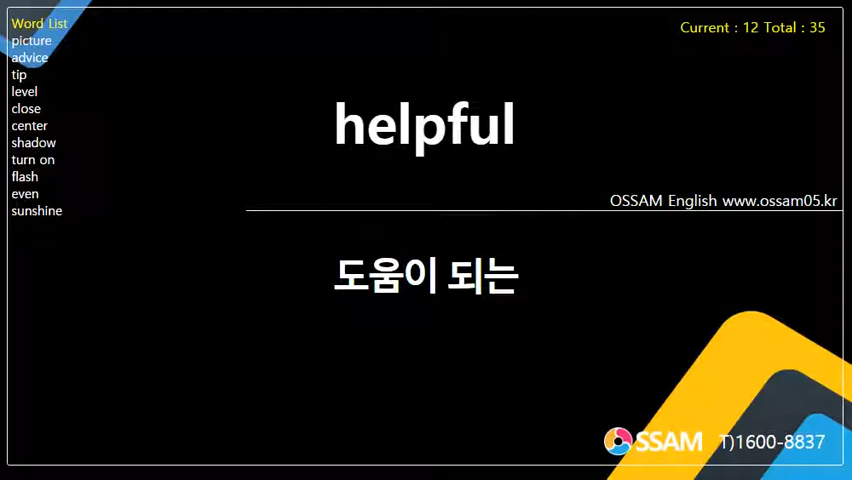 Word List
picture
advice
tip
level
close
center
shadow
turn on
flash
even
sunshine
Current : 12 Total : 35
helpful
OSSAM English www.ossam05.kr
도움이 되는
OSSAM T)1600-8837